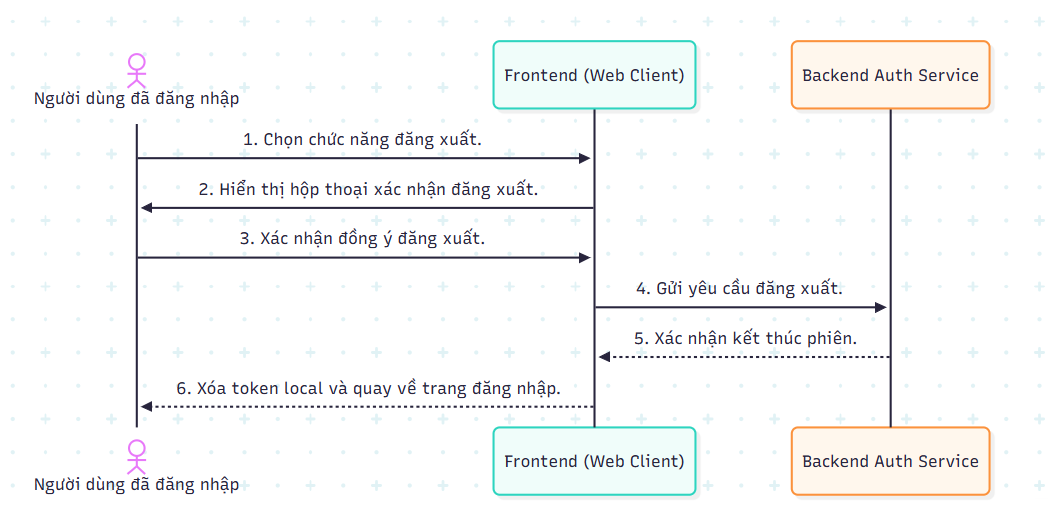 Frontend (Web Client)
Backend Auth Service
Người dùng đã đăng nhập
1. Chọn chức năng đăng xuất.
2. Hiển thị hộp thoại xác nhận đăng xuất.
3. Xác nhận đồng ý đăng xuất.
4. Gửi yêu cầu đăng xuất.
5. Xác nhận kết thúc phiên.
6. Xóa token local và quay về trang đăng nhập.
Frontend (Web Client)
Backend Auth Service
Người dùng đã đăng nhập